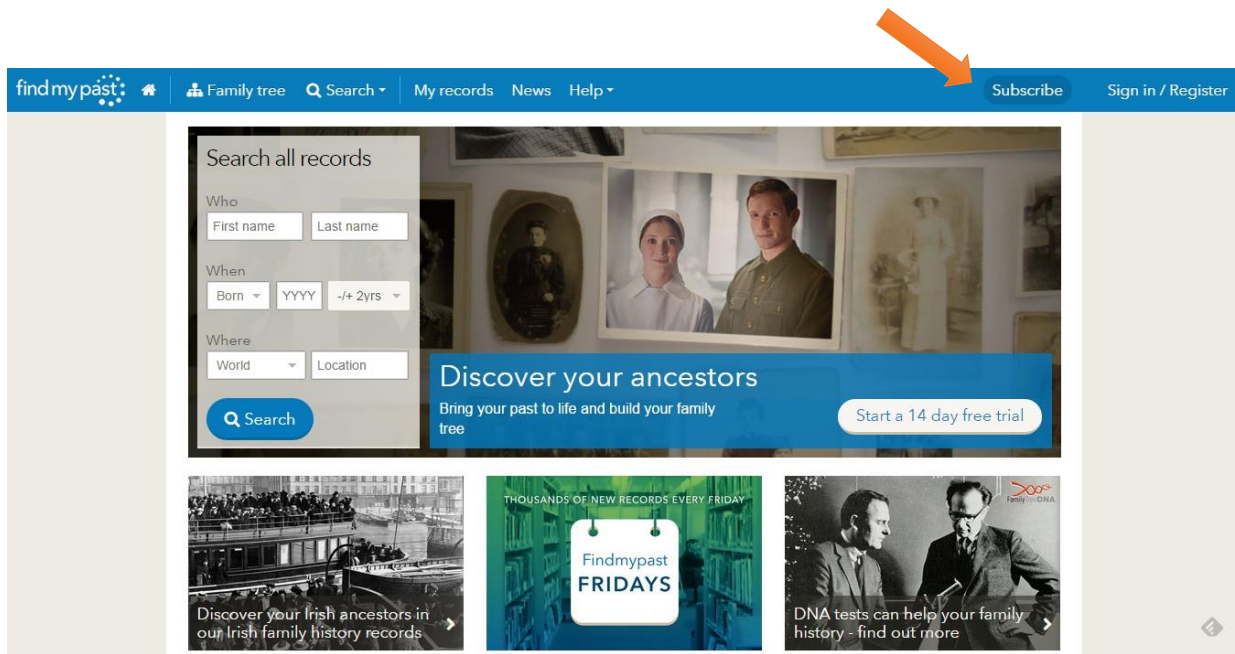 findmypast
Family tree
Search
My records
News
Help
Subscribe
Sign in / Register
Search all records
Who
First name
Last name
When
Born
YYYY
-/+ 2yrs
Where
World
Location
Search
Discover your ancestors
Bring your past to life and build your family
tree
Start a 14 day free trial
Discover your Irish ancestors in
our Irish family history records
THOUSANDS OF NEW RECORDS EVERY FRIDAY
Findmypast
FRIDAYS
FamilyTreeDNA
DNA tests can help your family
history - find out more